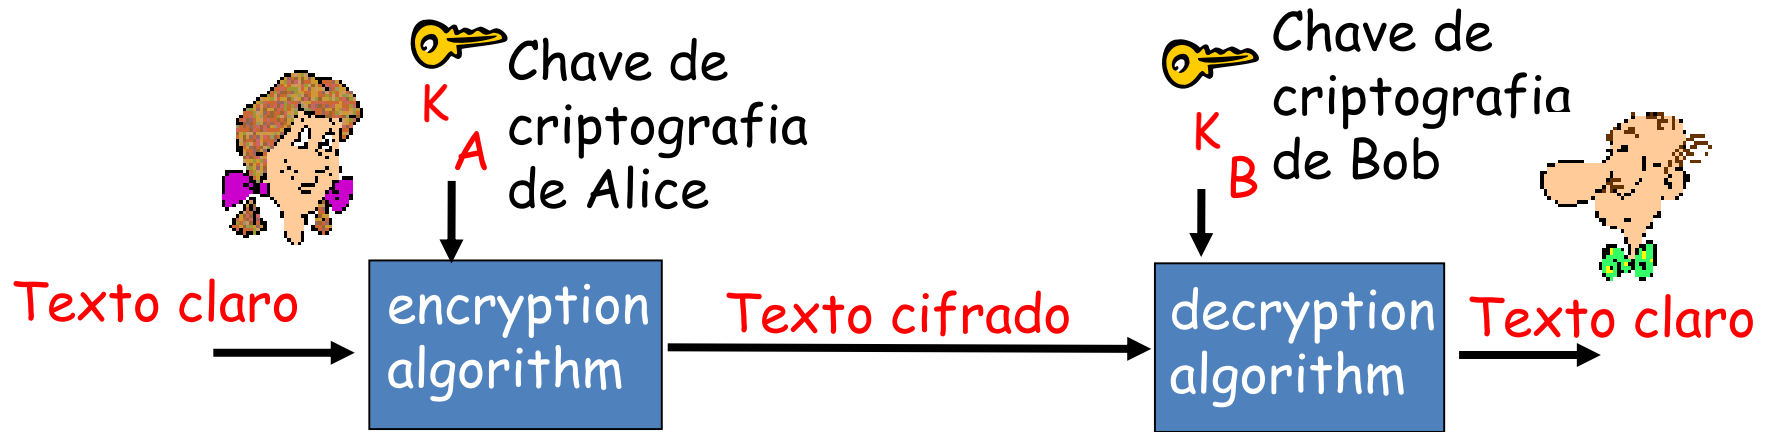 Chave de
criptografia
de Alice
K
A
Chave de
criptografia
de Bob
K
B
Texto claro
encryption
algorithm
Texto cifrado
decryption
algorithm
Texto claro